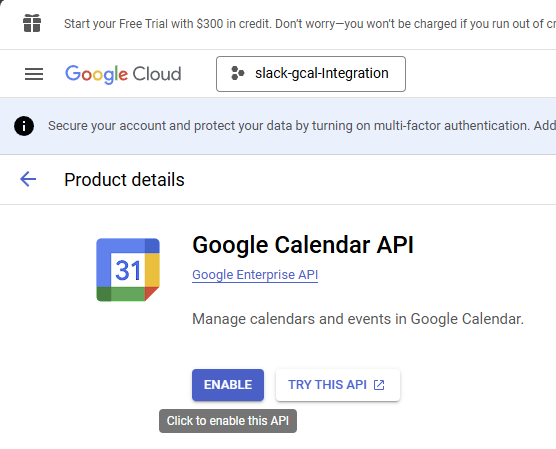 Start your Free Trial with $300 in credit. Don't worry—you won't be charged if you run out of
Google Cloud
slack-gcal-Integration
Secure your account and protect your data by turning on multi-factor authentication.
Product details
31
Google Calendar API
Google Enterprise API
Manage calendars and events in Google Calendar.
ENABLE
TRY THIS API
Click to enable this API